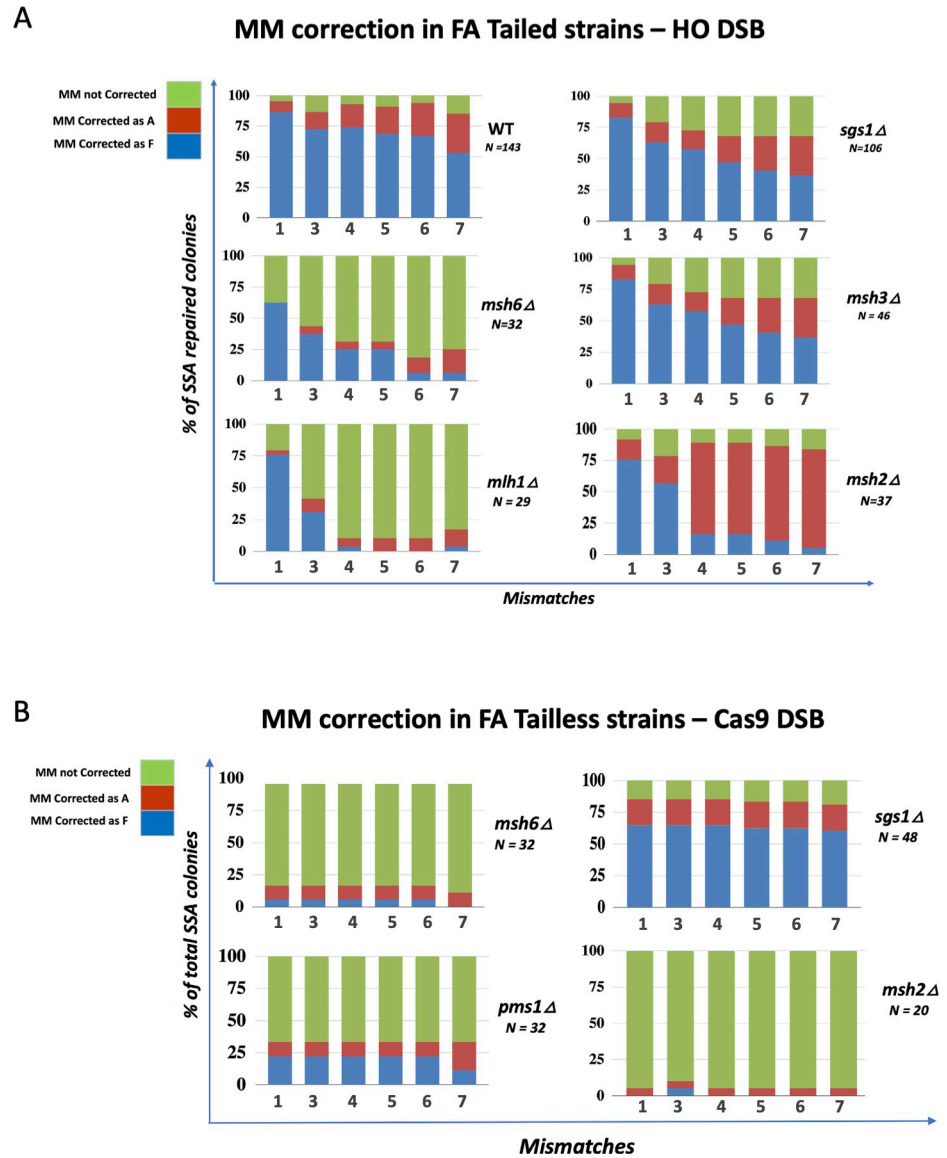 A
MM correction in FA Tailed strains – HO DSB
MM not Corrected
MM Corrected as A
MM Corrected as F
% of SSA repaired colonies
100
75
50
25
0
1 3 4 5 6 7
WT
N =143
100
75
50
25
0
1 3 4 5 6 7
sgs1Δ
N=106
100
75
50
25
0
1 3 4 5 6 7
msh6Δ
N=32
100
75
50
25
0
1 3 4 5 6 7
msh3Δ
N = 46
100
75
50
25
0
1 3 4 5 6 7
mlh1Δ
N = 29
100
75
50
25
0
1 3 4 5 6 7
msh2Δ
N=37
Mismatches
B
MM correction in FA Tailless strains – Cas9 DSB
MM not Corrected
MM Corrected as A
MM Corrected as F
% of total SSA colonies
100
75
50
25
0
1 3 4 5 6 7
msh6Δ
N = 32
100
75
50
25
0
1 3 4 5 6 7
sgs1Δ
N = 48
100
75
50
25
0
1 3 4 5 6 7
pms1Δ
N = 32
100
75
50
25
0
1 3 4 5 6 7
msh2Δ
N = 20
Mismatches